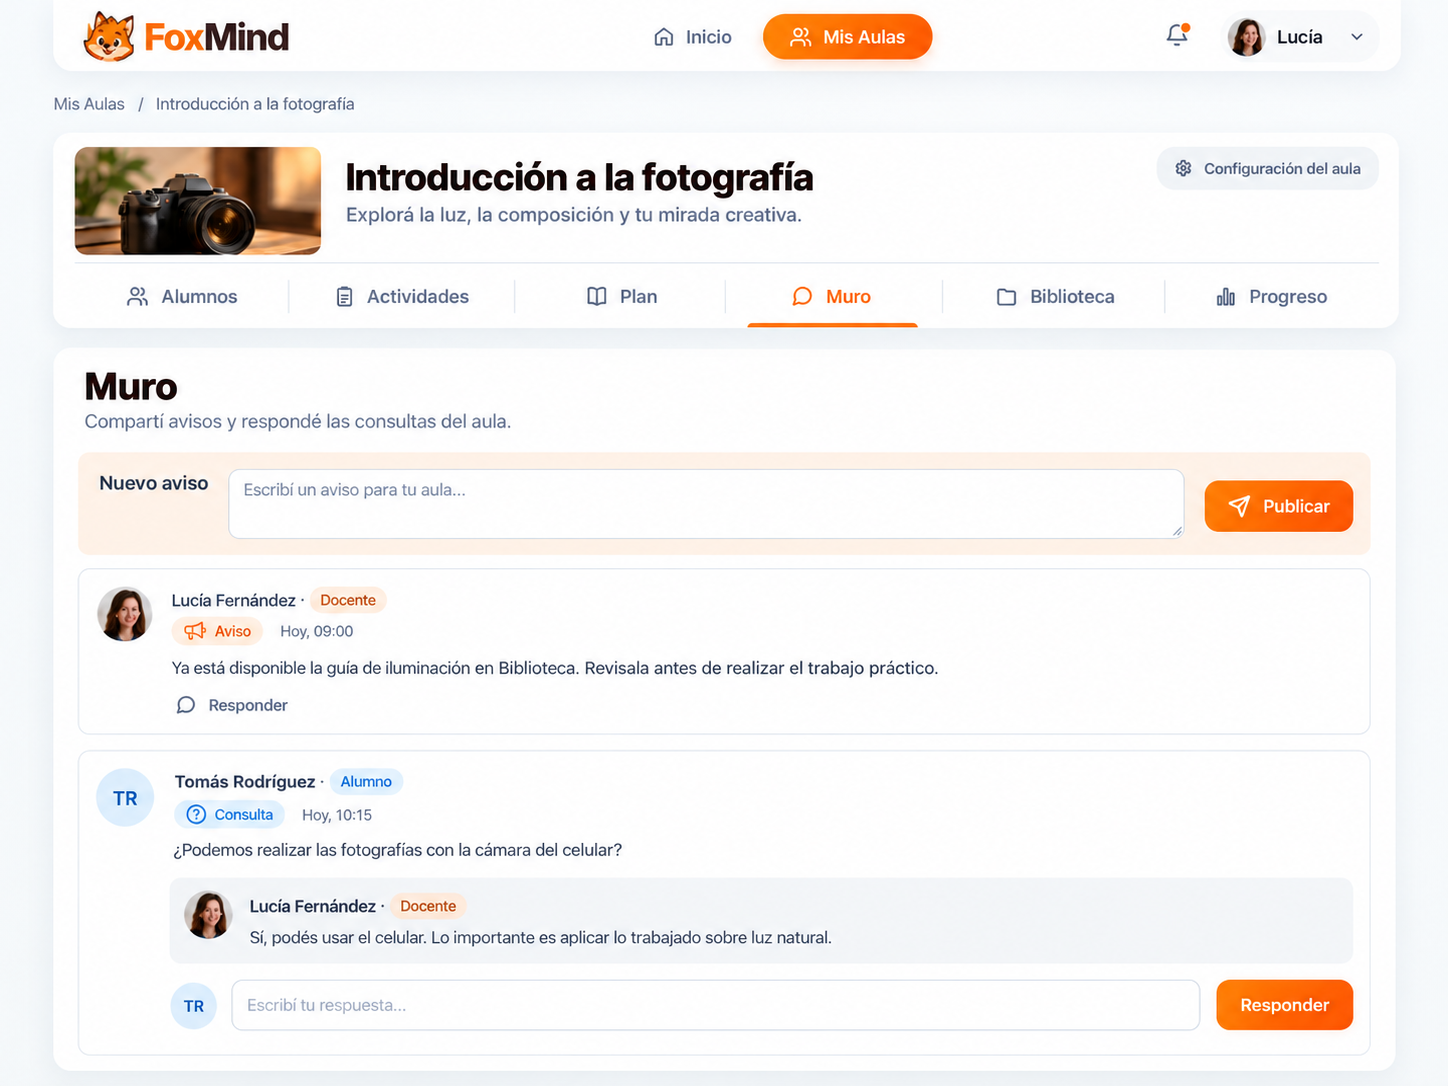 FoxMind
Inicio
Mis Aulas
Lucía
Mis Aulas / Introducción a la fotografía
Introducción a la fotografía
Explorá la luz, la composición y tu mirada creativa.
Configuración del aula
Alumnos
Actividades
Plan
Muro
Biblioteca
Progreso
Muro
Compartí avisos y respondé las consultas del aula.
Nuevo aviso
Escribí un aviso para tu aula...
Publicar
Lucía Fernández · Docente
Aviso Hoy, 09:00
Ya está disponible la guía de iluminación en Biblioteca. Revisala antes de realizar el trabajo práctico.
Responder
TR
Tomás Rodríguez · Alumno
Consulta Hoy, 10:15
¿Podemos realizar las fotografías con la cámara del celular?
Lucía Fernández · Docente
Sí, podés usar el celular. Lo importante es aplicar lo trabajado sobre luz natural.
TR
Escribí tu respuesta...
Responder